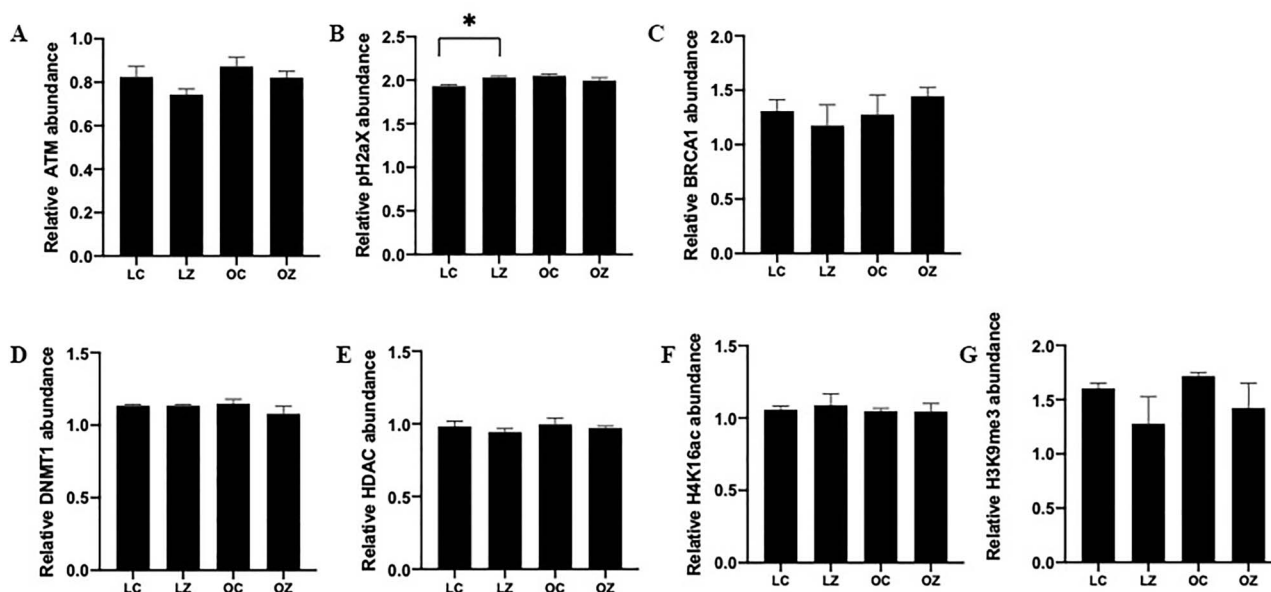 A
Relative ATM abundance
1.0
0.8
0.6
0.4
0.2
0.0
LC LZ OC OZ
B
Relative pH2aX abundance
2.5
2.0
1.5
1.0
0.5
0.0
*
LC LZ OC OZ
C
Relative BRCA1 abundance
2.0
1.5
1.0
0.5
0.0
LC LZ OC OZ
D
Relative DNMT1 abundance
1.5
1.0
0.5
0.0
LC LZ OC OZ
E
Relative HDAC abundance
1.5
1.0
0.5
0.0
LC LZ OC OZ
F
Relative H4K16ac abundance
1.5
1.0
0.5
0.0
LC LZ OC OZ
G
Relative H3K9me3 abundance
2.0
1.5
1.0
0.5
0.0
LC LZ OC OZ